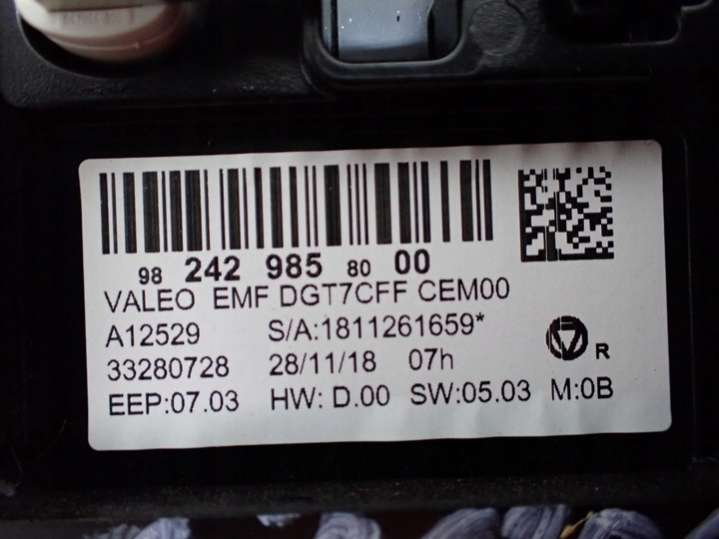 98 242 985 80 00
VALEO EMF DGT7CFF CEM00
A12529 S/A:1811261659*
33280728 28/11/18 07h
R
EEP:07.03 HW: D.00 SW:05.03 M:0B